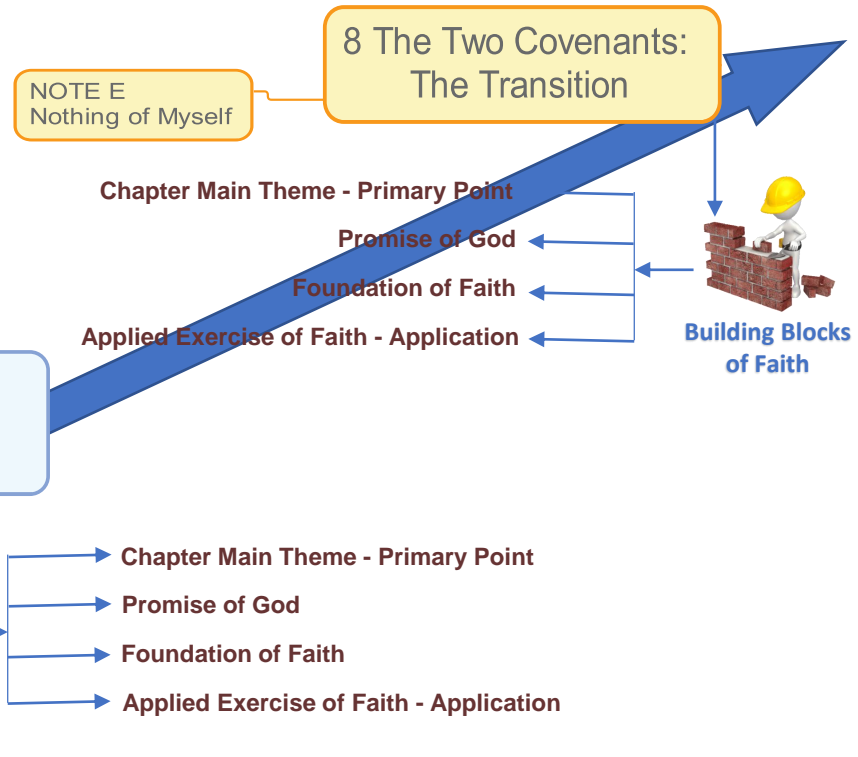 8 The Two Covenants:
The Transition
NOTE E
Nothing of Myself
Chapter Main Theme - Primary Point
Promise of God
Foundation of Faith
Applied Exercise of Faith - Application
Building Blocks
of Faith
Chapter Main Theme - Primary Point
Promise of God
Foundation of Faith
Applied Exercise of Faith - Application